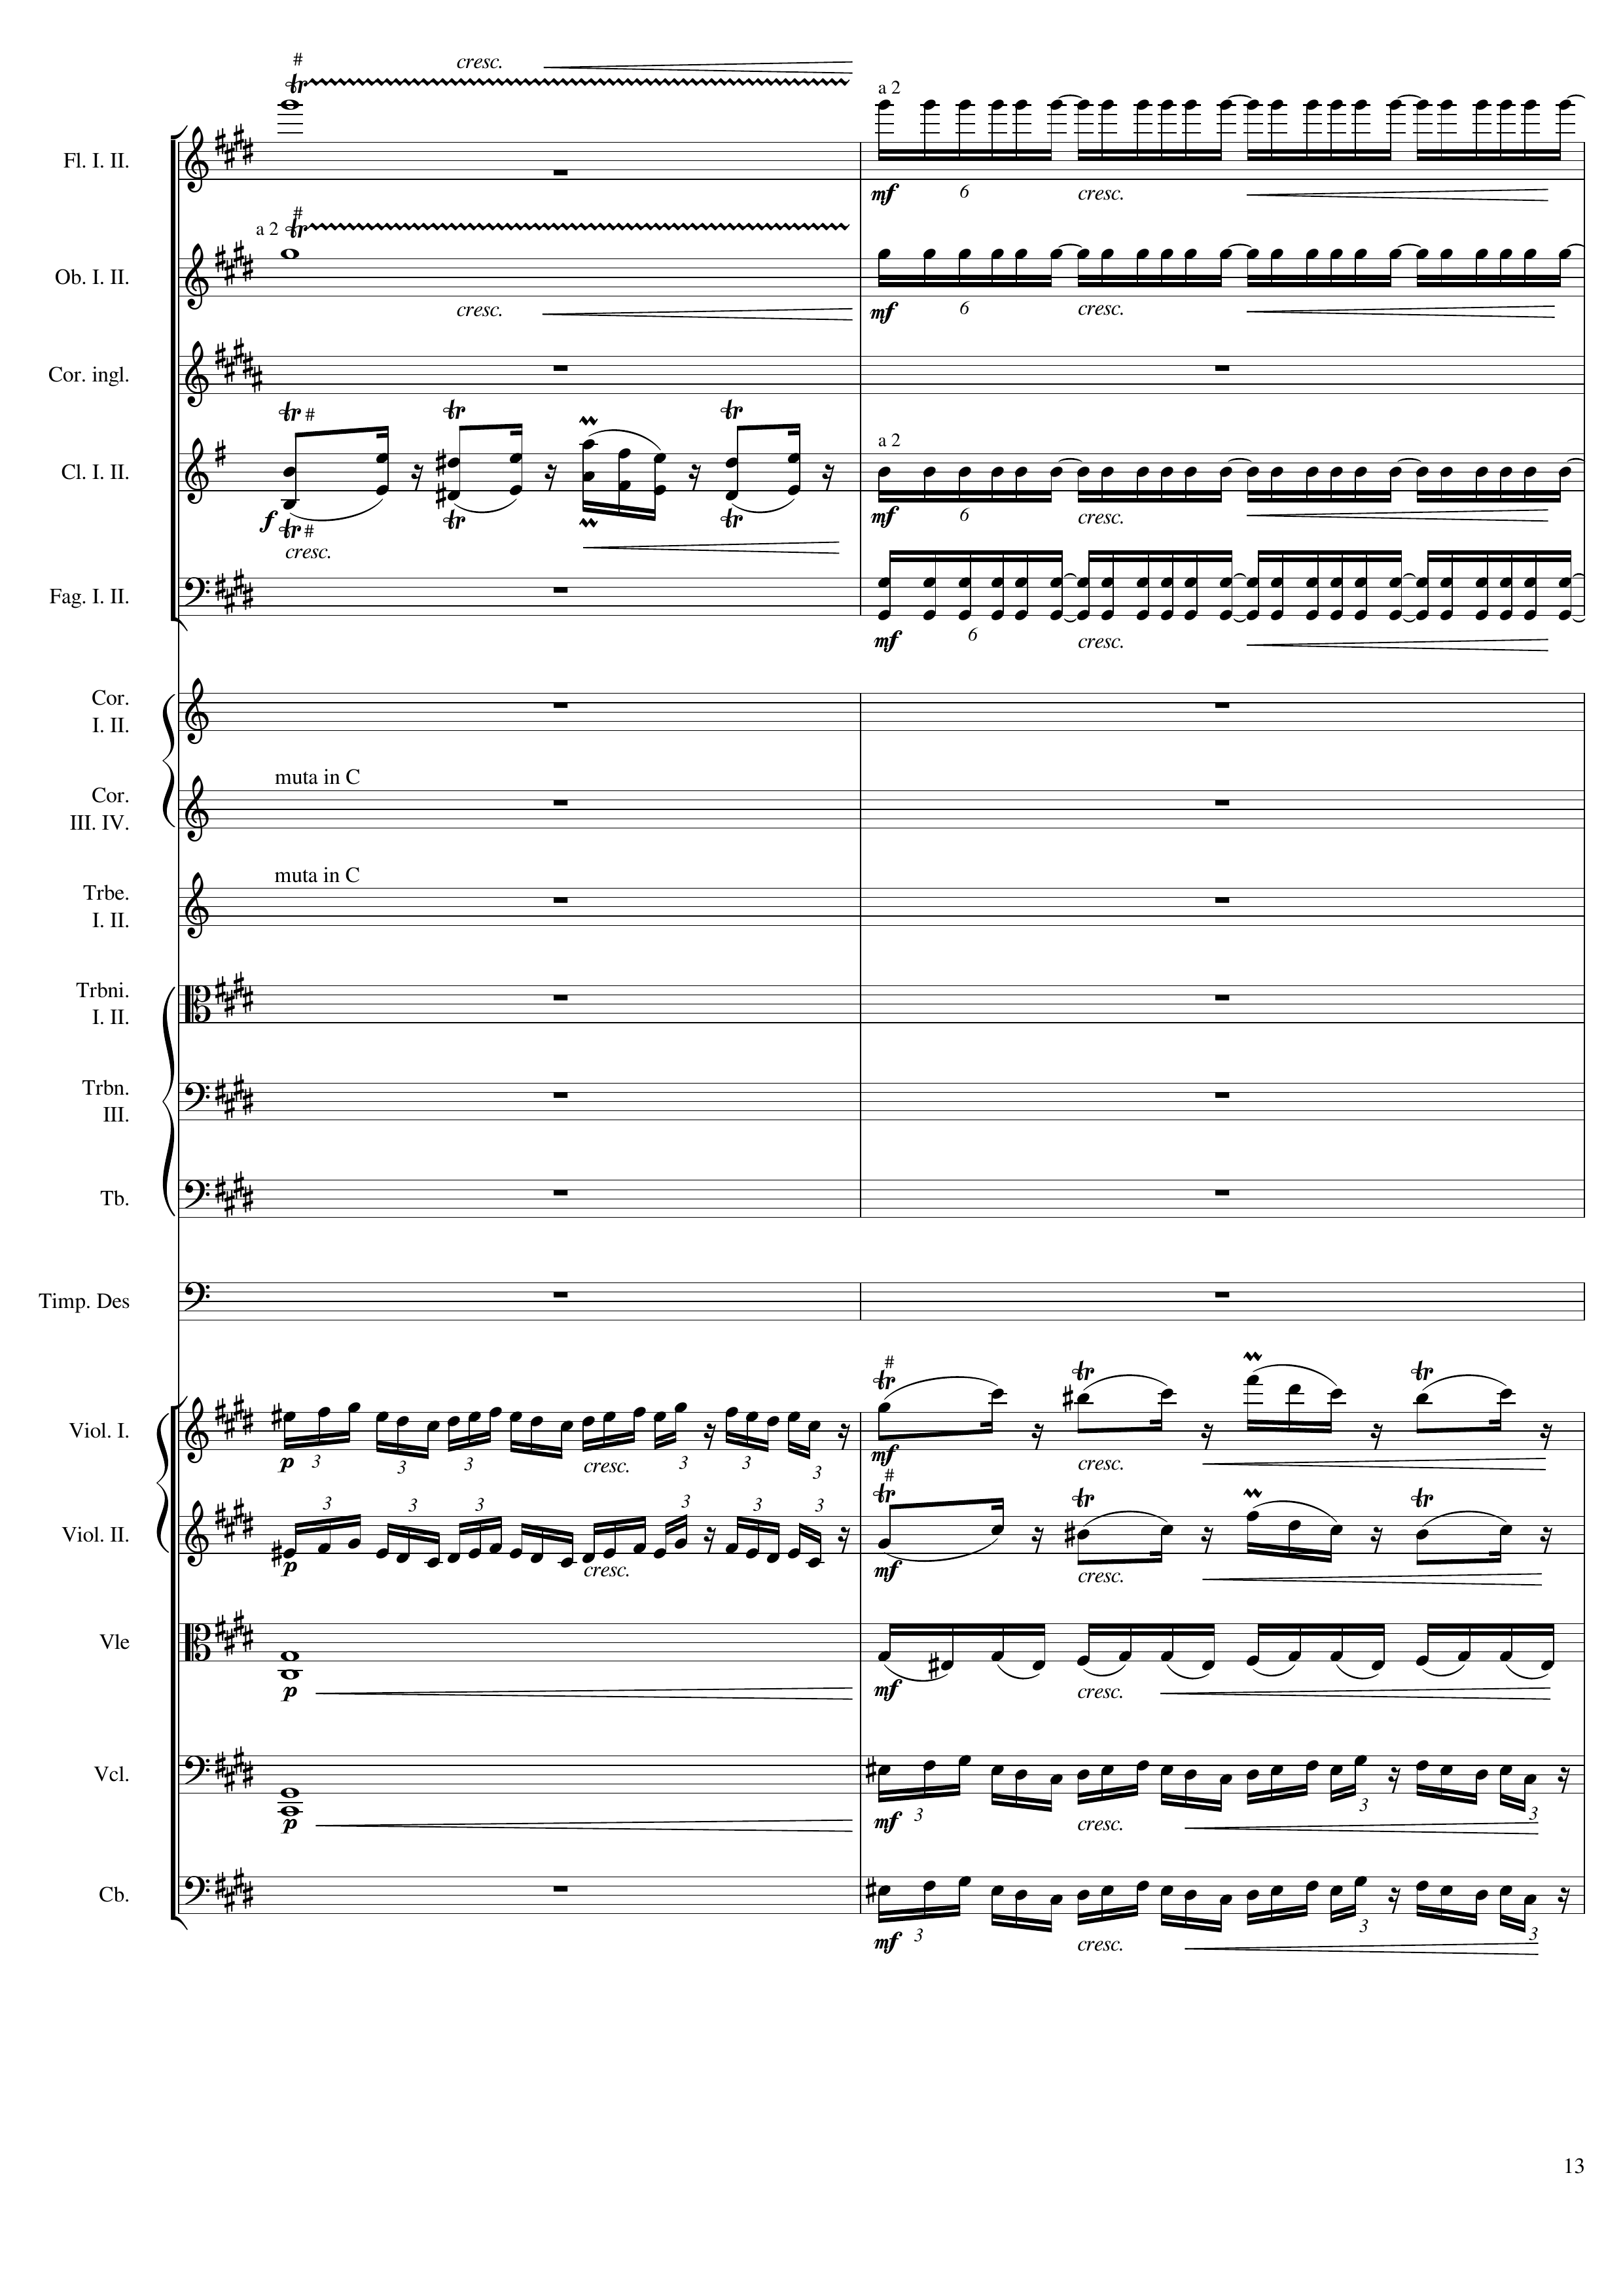 cresc.
Fl. I. II.
a 2
mf 6 cresc.
a 2
Ob. I. II.
cresc.
mf 6 cresc.
Cor. ingl.
Cl. I. II.
f
cresc.
a 2
mf 6 cresc.
Fag. I. II.
mf 6 cresc.
Cor.
I. II.
muta in C
Cor.
III. IV.
muta in C
Trbe.
I. II.
Trbni.
I. II.
Trbn.
III.
Tb.
Timp. Des
Viol. I.
p 3 3 3 cresc. 3 3 3
mf cresc.
Viol. II.
3 3 3 3 3 3
p cresc.
mf cresc.
Vle
p
mf cresc.
Vcl.
p
mf 3 cresc. 3 3
Cb.
mf 3 cresc. 3 3
13